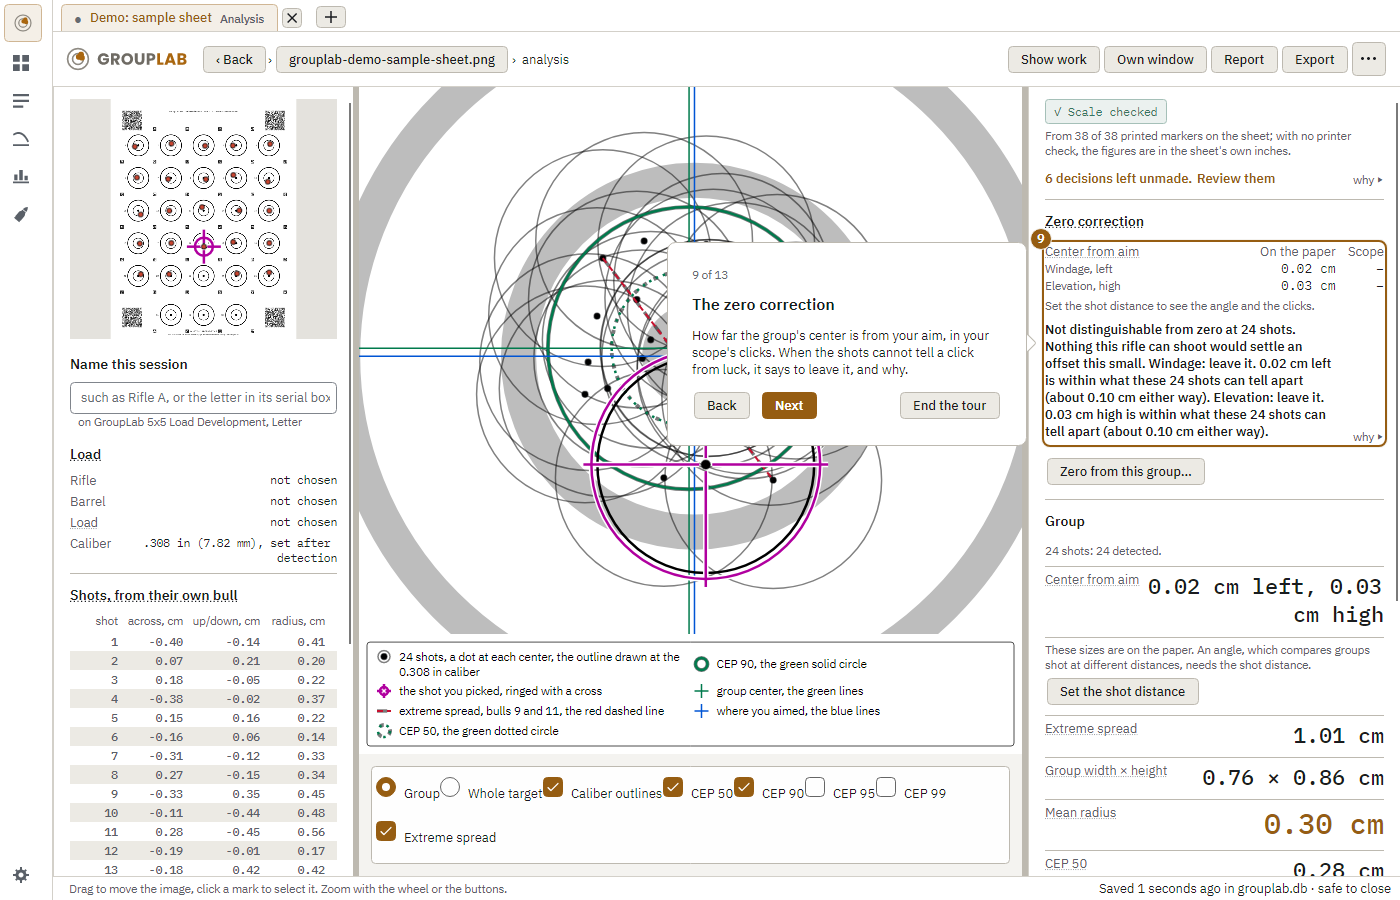 Demo: sample sheet Analysis
GROUPLAB
‹ Back › grouplab-demo-sample-sheet.png › analysis
Show work
Own window
Report
Export
Name this session
such as Rifle A, or the letter in its serial box
on GroupLab 5x5 Load Development, Letter
Load
Rifle not chosen
Barrel not chosen
Load not chosen
Caliber .308 in (7.82 mm), set after
detection
Shots, from their own bull
shot across, cm up/down, cm radius, cm
1 -0.40 -0.14 0.41
2 0.07 0.21 0.20
3 0.18 -0.05 0.22
4 -0.38 -0.02 0.37
5 0.15 0.16 0.22
6 -0.16 0.06 0.14
7 -0.31 -0.12 0.33
8 0.27 -0.15 0.34
9 -0.33 0.35 0.45
10 -0.11 -0.44 0.48
11 0.28 -0.45 0.56
12 -0.19 -0.01 0.17
13 -0.18 0.42 0.42
9 of 13
The zero correction
How far the group's center is from your aim, in your
scope's clicks. When the shots cannot tell a click
from luck, it says to leave it, and why.
Back
Next
End the tour
24 shots, a dot at each center, the outline drawn at the
0.308 in caliber
the shot you picked, ringed with a cross
extreme spread, bulls 9 and 11, the red dashed line
CEP 50, the green dotted circle
CEP 90, the green solid circle
group center, the green lines
where you aimed, the blue lines
Group Whole target Caliber outlines CEP 50 CEP 90 CEP 95 CEP 99
Extreme spread
√ Scale checked
From 38 of 38 printed markers on the sheet; with no printer
check, the figures are in the sheet's own inches.
6 decisions left unmade. Review them why ▸
Zero correction
9
Center from aim On the paper Scope
Windage, left 0.02 cm –
Elevation, high 0.03 cm –
Set the shot distance to see the angle and the clicks.
Not distinguishable from zero at 24 shots.
Nothing this rifle can shoot would settle an
offset this small. Windage: leave it. 0.02 cm left
is within what these 24 shots can tell apart
(about 0.10 cm either way). Elevation: leave it.
0.03 cm high is within what these 24 shots can
tell apart (about 0.10 cm either way). why ▸
Zero from this group...
Group
24 shots: 24 detected.
Center from aim 0.02 cm left, 0.03
cm high
These sizes are on the paper. An angle, which compares groups
shot at different distances, needs the shot distance.
Set the shot distance
Extreme spread 1.01 cm
Group width × height 0.76 × 0.86 cm
Mean radius 0.30 cm
CEP 50 0.28 cm
Drag to move the image, click a mark to select it. Zoom with the wheel or the buttons.
Saved 1 seconds ago in grouplab.db · safe to close